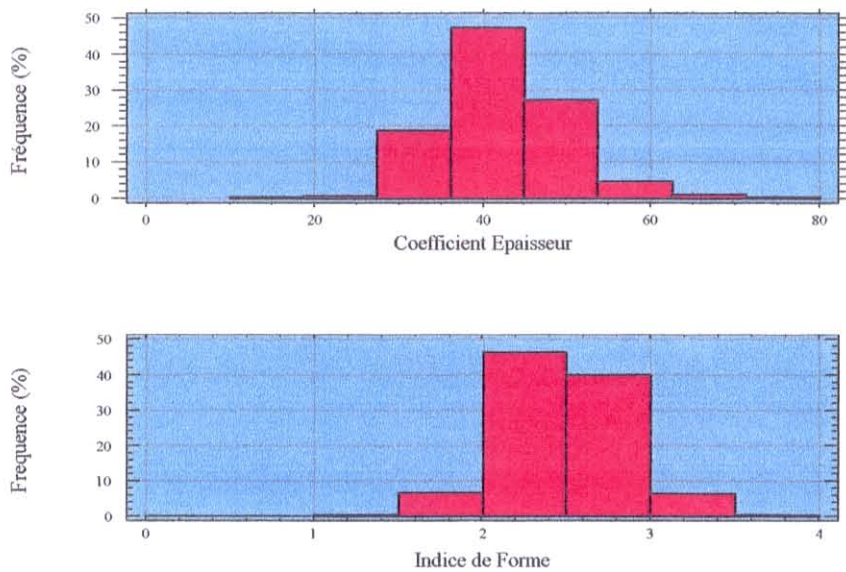 50
40
30
20
10
0
Fréquence (%)
0 20 40 60 80
Coefficient Epaisseur
50
40
30
20
10
0
Frequence (%)
0 1 2 3 4
Indice de Forme